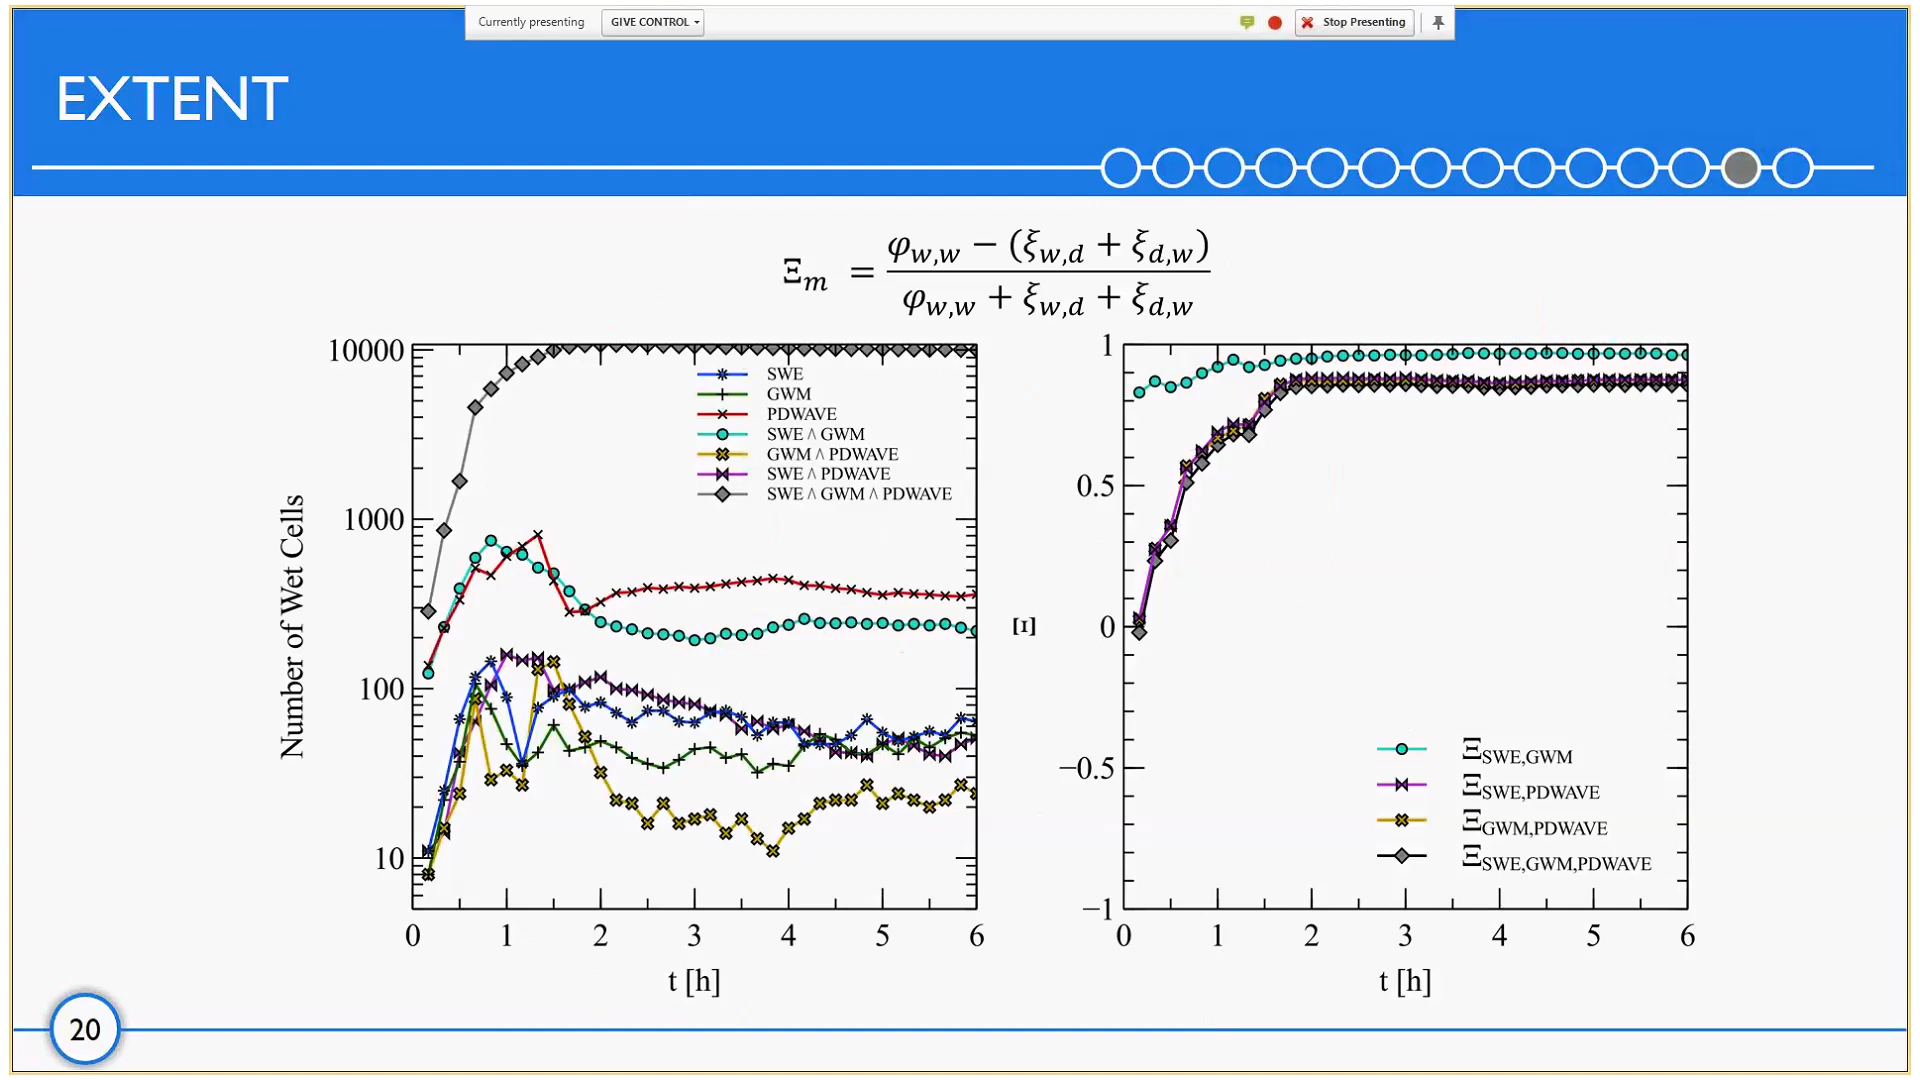 Currently presenting GIVE CONTROL Stop Presenting
EXTENT
Ξm = φw,w − (ξw,d + ξd,w) / φw,w + ξw,d + ξd,w
10000
1000
100
10
Number of Wet Cells
SWE
GWM
PDWAVE
SWE ∧ GWM
GWM ∧ PDWAVE
SWE ∧ PDWAVE
SWE ∧ GWM ∧ PDWAVE
0 1 2 3 4 5 6
t [h]
1
0.5
0
−0.5
−1
Ξ
ΞSWE,GWM
ΞSWE,PDWAVE
ΞGWM,PDWAVE
ΞSWE,GWM,PDWAVE
0 1 2 3 4 5 6
t [h]
20